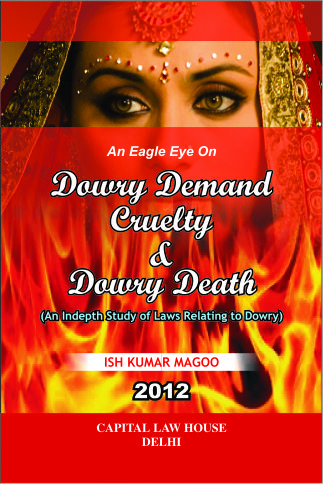 An Eagle Eye On
Dowry Demand
Cruelty
&
Dowry Death
(An Indepth Study of Laws Relating to Dowry)
ISH KUMAR MAGOO
2012
CAPITAL LAW HOUSE
DELHI